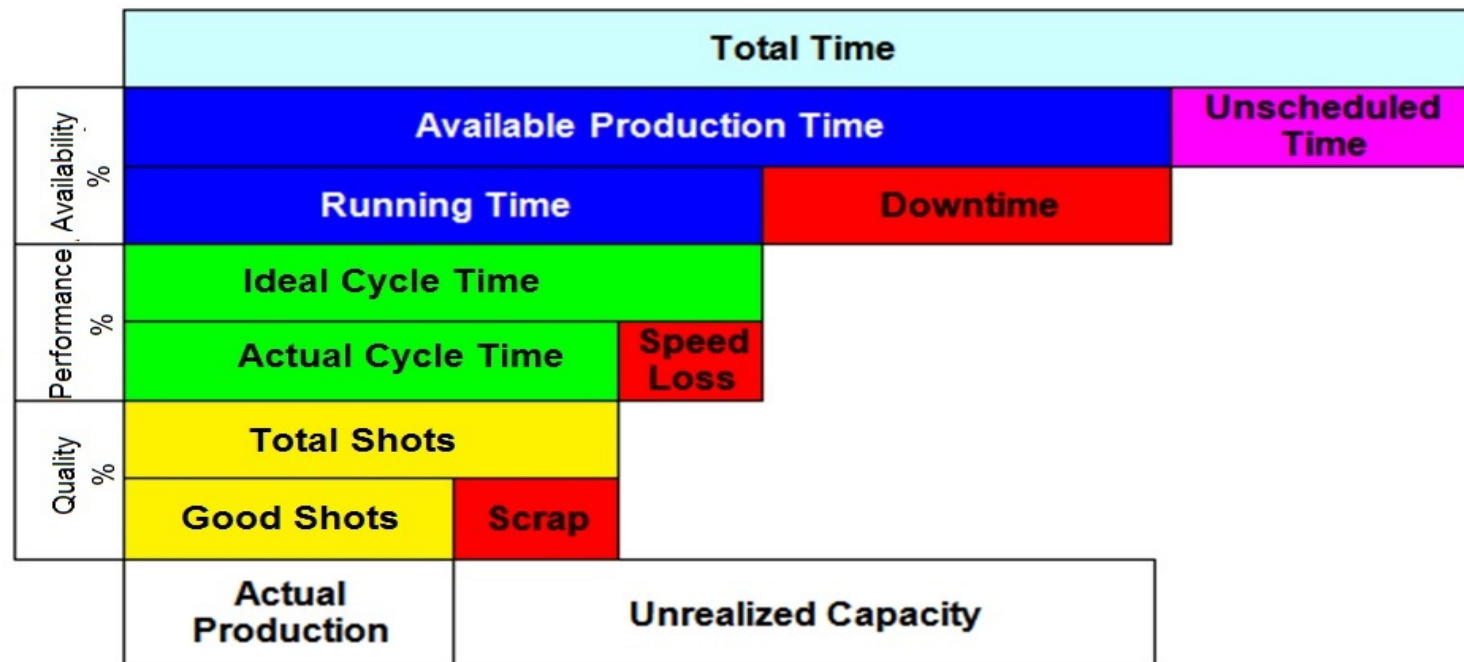 Total Time
Availability
%
Available Production Time
Unscheduled
Time
Running Time
Downtime
Performance
%
Ideal Cycle Time
Actual Cycle Time
Speed
Loss
Quality
%
Total Shots
Good Shots
Scrap
Actual
Production
Unrealized Capacity